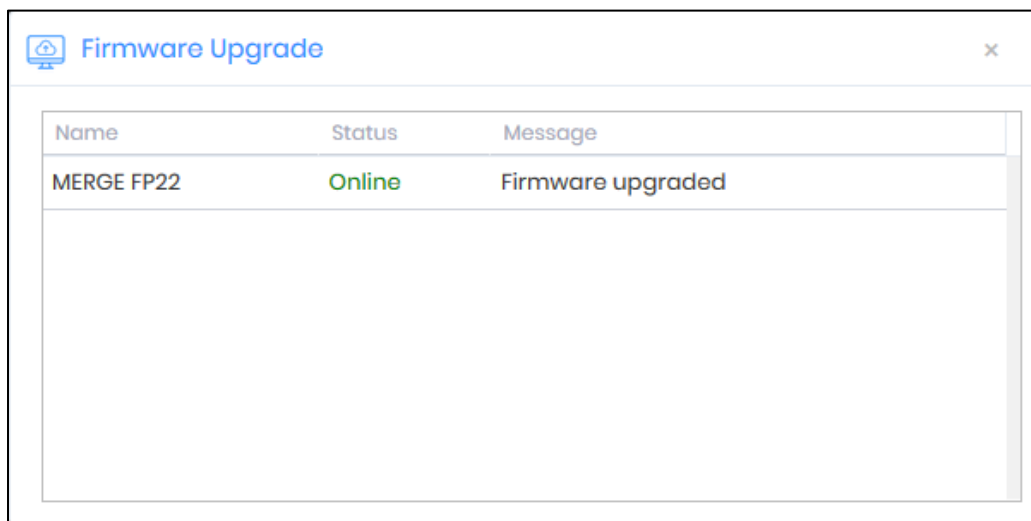 Firmware Upgrade ×
Name Status Message
MERGE FP22 Online Firmware upgraded